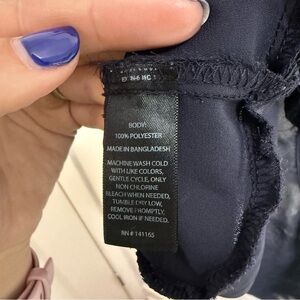 BODY:
100% POLYESTER
MADE IN BANGLADESH
MACHINE WASH COLD
WITH LIKE COLORS,
GENTLE CYCLE, ONLY
NON CHLORINE
BLEACH WHEN NEEDED,
TUMBLE DRY LOW,
REMOVE PROMPTLY,
COOL IRON IF NEEDED.
RN # 141165